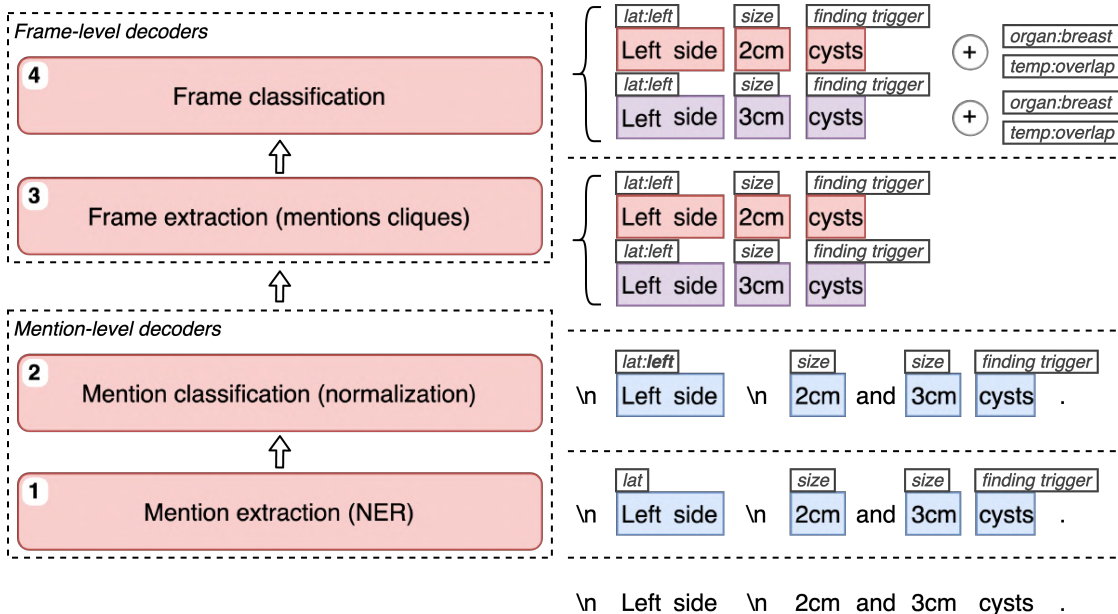 Frame-level decoders
4
Frame classification
3
Frame extraction (mentions cliques)
Mention-level decoders
2
Mention classification (normalization)
1
Mention extraction (NER)
lat:left size finding trigger
Left side 2cm cysts + organ:breast
temp:overlap
lat:left size finding trigger
Left side 3cm cysts + organ:breast
temp:overlap
lat:left size finding trigger
Left side 2cm cysts
lat:left size finding trigger
Left side 3cm cysts
lat:left size size finding trigger
\n Left side \n 2cm and 3cm cysts .
lat size size finding trigger
\n Left side \n 2cm and 3cm cysts .
\n Left side \n 2cm and 3cm cysts .